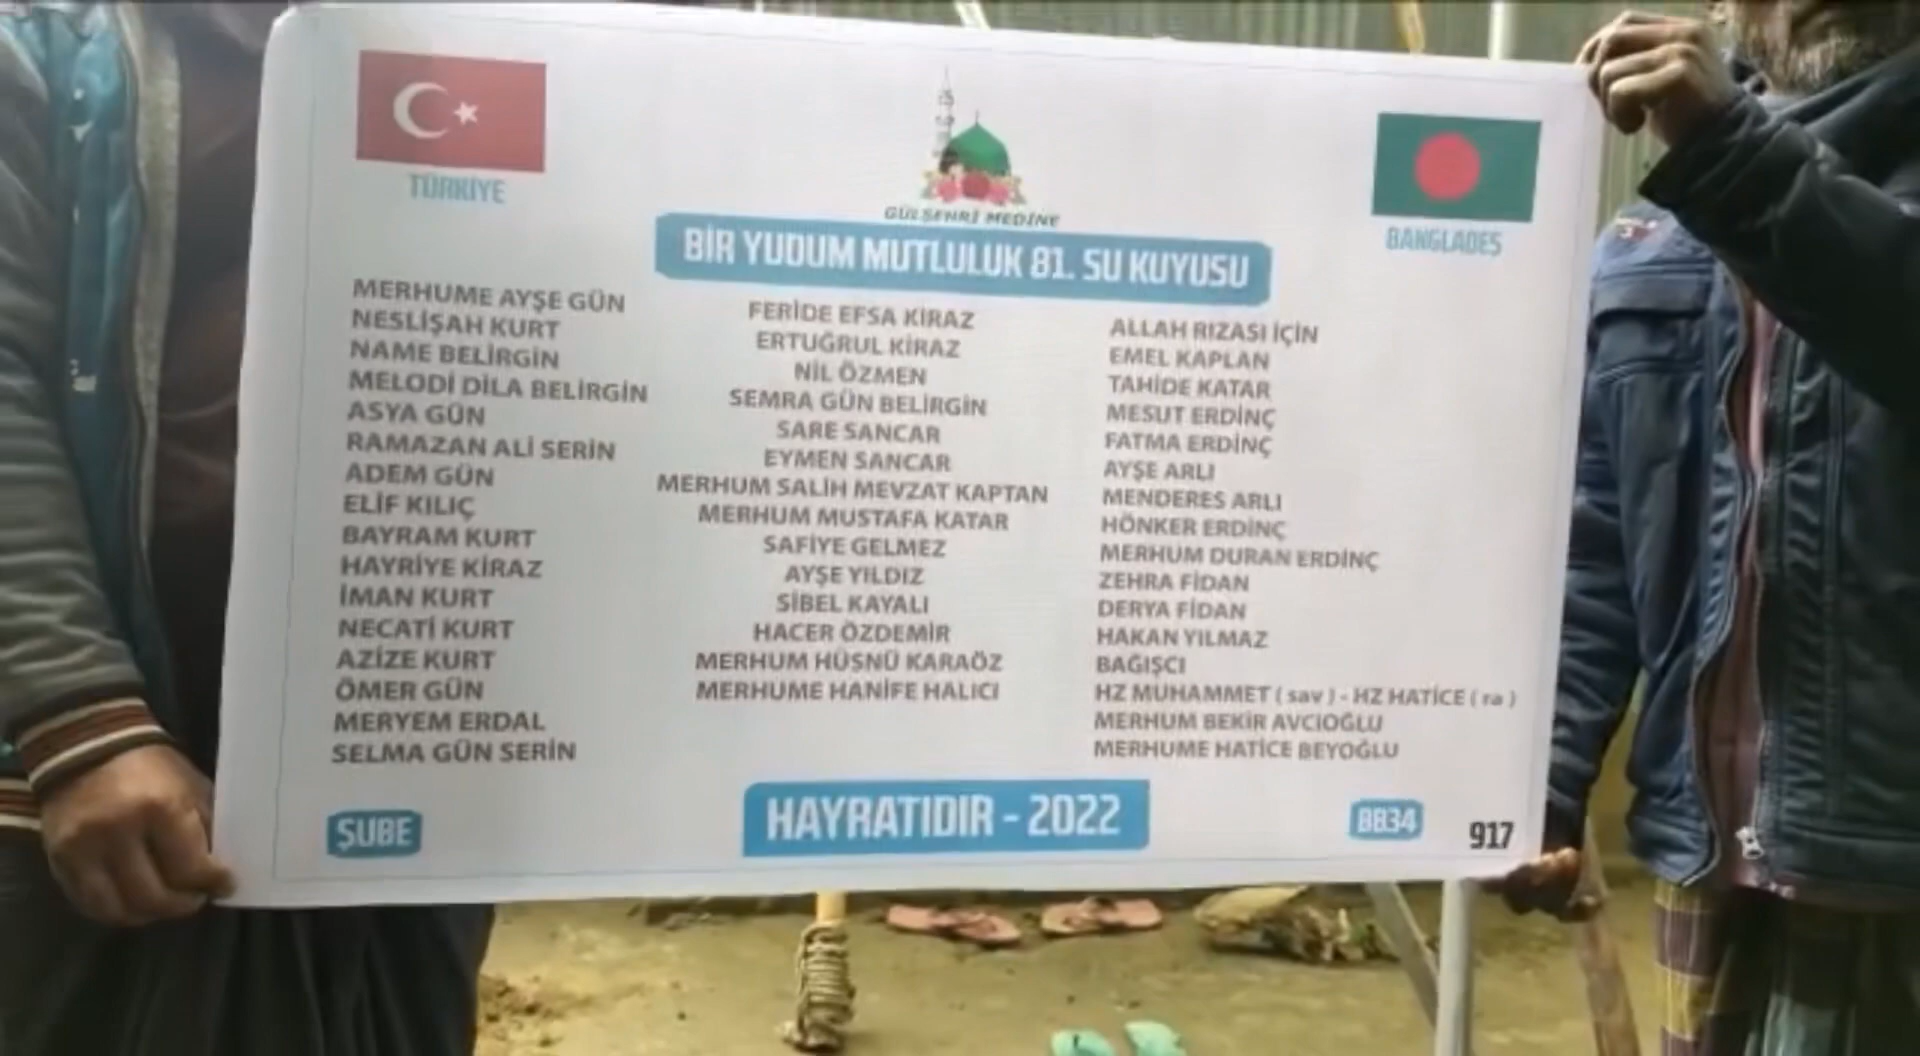 TÜRKİYE
GÜLŞEHRİ MEDİNE
BANGLADEŞ
BİR YUDUM MUTLULUK 81. SU KUYUSU
MERHUME AYŞE GÜN
NESLİŞAH KURT
NAME BELİRGİN
MELODİ DİLA BELİRGİN
ASYA GÜN
RAMAZAN ALİ SERİN
ADEM GÜN
ELİF KILIÇ
BAYRAM KURT
HAYRİYE KİRAZ
İMAN KURT
NECATİ KURT
AZİZE KURT
ÖMER GÜN
MERYEM ERDAL
SELMA GÜN SERİN
FERİDE EFSA KİRAZ
ERTUĞRUL KİRAZ
NİL ÖZMEN
SEMRA GÜN BELİRGİN
SARE SANCAR
EYMEN SANCAR
MERHUM SALİH MEVZAT KAPTAN
MERHUM MUSTAFA KATAR
SAFİYE GELMEZ
AYŞE YILDIZ
SİBEL KAYALI
HACER ÖZDEMİR
MERHUM HÜSNÜ KARAÖZ
MERHUME HANİFE HALICI
ALLAH RIZASI İÇİN
EMEL KAPLAN
TAHİDE KATAR
MESUT ERDİNÇ
FATMA ERDİNÇ
AYŞE ARLI
MENDERES ARLI
HÖNKER ERDİNÇ
MERHUM DURAN ERDİNÇ
ZEHRA FİDAN
DERYA FİDAN
HAKAN YILMAZ
BAĞIŞCI
HZ MUHAMMET ( sav ) - HZ HATİCE ( ra )
MERHUM BEKİR AVCIOĞLU
MERHUME HATİCE BEYOĞLU
ŞUBE
HAYRATIDIR - 2022
BB34
917